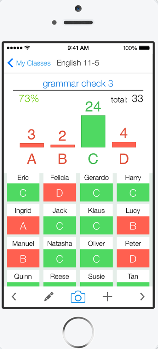 9:41 AM 100%
My Classes English 11-5
grammar check 3
73% total: 33
24
3 2 4
A B C D
Eric Felicia Gerardo Harry
C D C C
Ingrid Jack Klaus Lucy
A C C B
Manuel Natasha Oliver Peter
B C C D
Quinn Reese Susie Tan